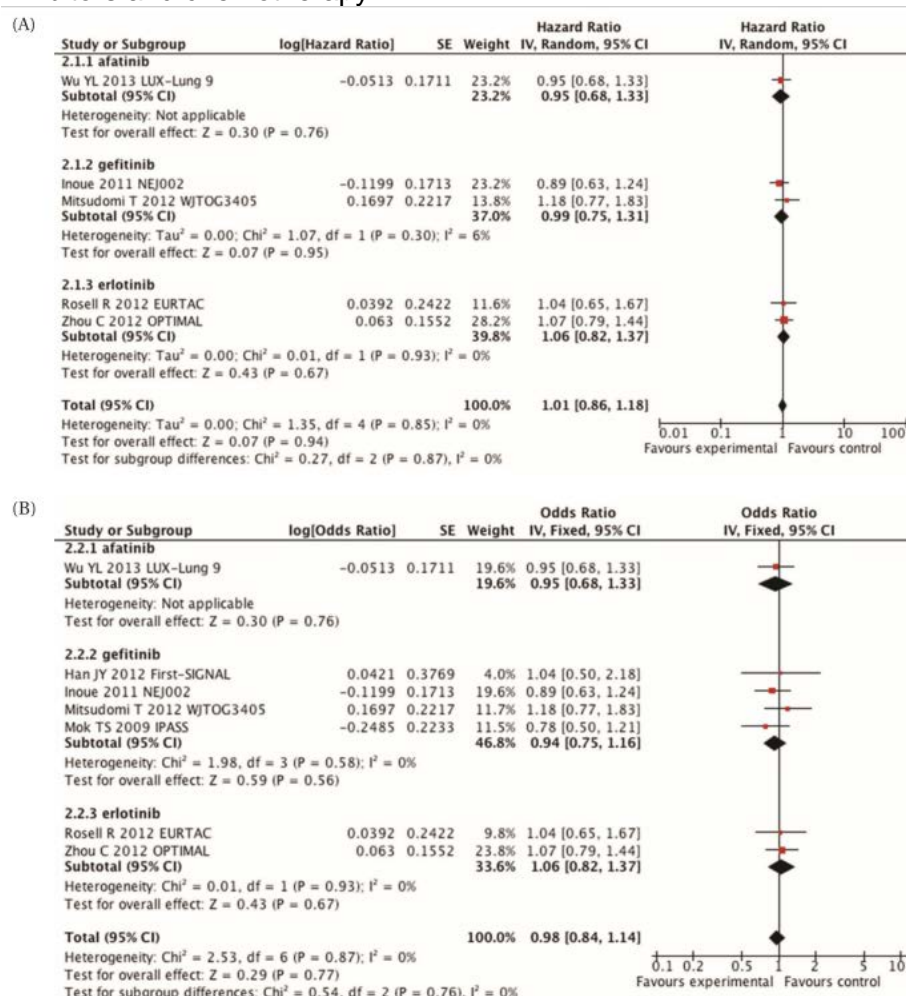 (A)
Hazard Ratio Hazard Ratio
Study or Subgroup log[Hazard Ratio] SE Weight IV, Random, 95% CI IV, Random, 95% CI
2.1.1 afatinib
Wu YL 2013 LUX-Lung 9 -0.0513 0.1711 23.2% 0.95 [0.68, 1.33]
Subtotal (95% CI) 23.2% 0.95 [0.68, 1.33]
Heterogeneity: Not applicable
Test for overall effect: Z = 0.30 (P = 0.76)
2.1.2 gefitinib
Inoue 2011 NEJ002 -0.1199 0.1713 23.2% 0.89 [0.63, 1.24]
Mitsudomi T 2012 WJTOG3405 0.1697 0.2217 13.8% 1.18 [0.77, 1.83]
Subtotal (95% CI) 37.0% 0.99 [0.75, 1.31]
Heterogeneity: Tau² = 0.00; Chi² = 1.07, df = 1 (P = 0.30); I² = 6%
Test for overall effect: Z = 0.07 (P = 0.95)
2.1.3 erlotinib
Rosell R 2012 EURTAC 0.0392 0.2422 11.6% 1.04 [0.65, 1.67]
Zhou C 2012 OPTIMAL 0.063 0.1552 28.2% 1.07 [0.79, 1.44]
Subtotal (95% CI) 39.8% 1.06 [0.82, 1.37]
Heterogeneity: Tau² = 0.00; Chi² = 0.01, df = 1 (P = 0.93); I² = 0%
Test for overall effect: Z = 0.43 (P = 0.67)
Total (95% CI) 100.0% 1.01 [0.86, 1.18]
Heterogeneity: Tau² = 0.00; Chi² = 1.35, df = 4 (P = 0.85); I² = 0%
Test for overall effect: Z = 0.07 (P = 0.94)
Test for subgroup differences: Chi² = 0.27, df = 2 (P = 0.87), I² = 0%
0.01 0.1 1 10 100
Favours experimental Favours control
(B)
Odds Ratio Odds Ratio
Study or Subgroup log[Odds Ratio] SE Weight IV, Fixed, 95% CI IV, Fixed, 95% CI
2.2.1 afatinib
Wu YL 2013 LUX-Lung 9 -0.0513 0.1711 19.6% 0.95 [0.68, 1.33]
Subtotal (95% CI) 19.6% 0.95 [0.68, 1.33]
Heterogeneity: Not applicable
Test for overall effect: Z = 0.30 (P = 0.76)
2.2.2 gefitinib
Han JY 2012 First-SIGNAL 0.0421 0.3769 4.0% 1.04 [0.50, 2.18]
Inoue 2011 NEJ002 -0.1199 0.1713 19.6% 0.89 [0.63, 1.24]
Mitsudomi T 2012 WJTOG3405 0.1697 0.2217 11.7% 1.18 [0.77, 1.83]
Mok TS 2009 IPASS -0.2485 0.2233 11.5% 0.78 [0.50, 1.21]
Subtotal (95% CI) 46.8% 0.94 [0.75, 1.16]
Heterogeneity: Chi² = 1.98, df = 3 (P = 0.58); I² = 0%
Test for overall effect: Z = 0.59 (P = 0.56)
2.2.3 erlotinib
Rosell R 2012 EURTAC 0.0392 0.2422 9.8% 1.04 [0.65, 1.67]
Zhou C 2012 OPTIMAL 0.063 0.1552 23.8% 1.07 [0.79, 1.44]
Subtotal (95% CI) 33.6% 1.06 [0.82, 1.37]
Heterogeneity: Chi² = 0.01, df = 1 (P = 0.93); I² = 0%
Test for overall effect: Z = 0.43 (P = 0.67)
Total (95% CI) 100.0% 0.98 [0.84, 1.14]
Heterogeneity: Chi² = 2.53, df = 6 (P = 0.87); I² = 0%
Test for overall effect: Z = 0.29 (P = 0.77)
Test for subgroup differences: Chi² = 0.54, df = 2 (P = 0.76), I² = 0%
0.1 0.2 0.5 1 2 5 10
Favours experimental Favours control